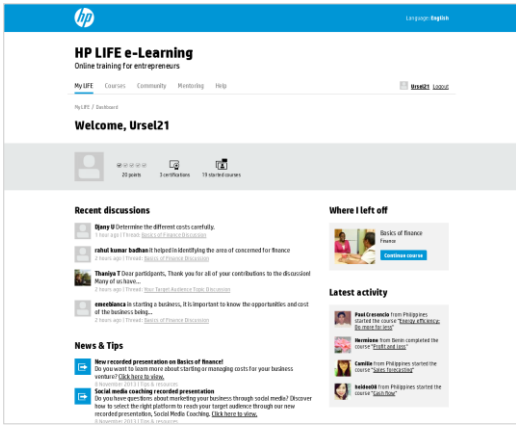 hp
Language: English
HP LIFE e-Learning
Online training for entrepreneurs
My LIFE Courses Community Mentoring Help
Ursel21 Logout
My LIFE / Dashboard
Welcome, Ursel21
20 points 3 certifications 19 started courses
Recent discussions
Djony U Determine the different costs carefully.
1 hour ago | Thread: Basics of Finance Discussion
rahul kumar badhan It helped in identifying the area of concerned for finance
2 hours ago | Thread: Basics of Finance Discussion
Thaniya T Dear participants, Thank you for all of your contributions to the discussion!
Many of us have...
2 hours ago | Thread: Your Target Audience Topic Discussion
emeebianca in starting a business, it is important to know the opportunities and cost
of the business being...
2 hours ago | Thread: Basics of Finance Discussion
News & Tips
New recorded presentation on Basics of finance!
Do you want to learn more about starting or managing costs for your business
venture? Click here to view.
8 November 2013 | Tips & resources
Social media coaching recorded presentation
Do you have questions about marketing your business through social media? Discover
how to select the right platform to reach your target audience through our new
recorded presentation, Social Media Coaching. Click here to view.
8 November 2013 | Tips & resources
Where I left off
Basics of finance
Finance
Continue course
Latest activity
Paul Cresencio from Philippines
started the course "Energy efficiency:
Do more for less"
Hermione from Benin completed the
course "Profit and loss"
Camille from Philippines started the
course "Sales forecasting"
from Philippines started the
course "Cash flow"